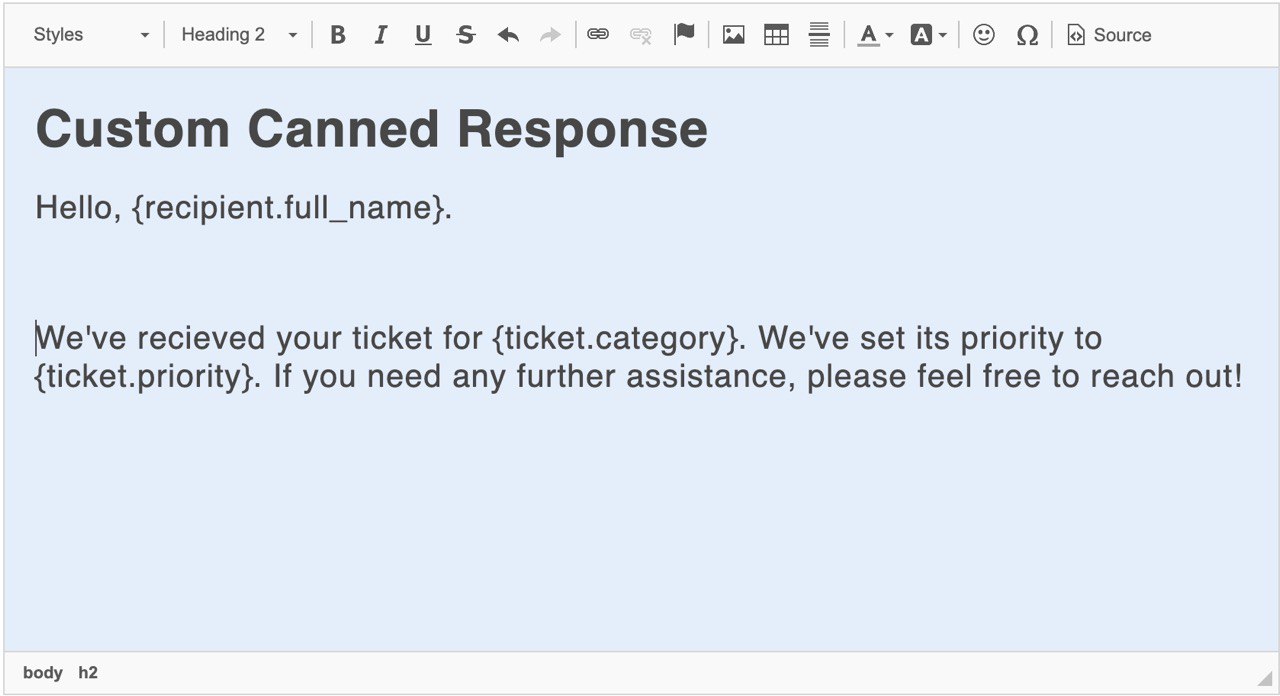 Styles Heading 2 B I U S A A Ω Source
Custom Canned Response
Hello, {recipient.full_name}.
We've recieved your ticket for {ticket.category}. We've set its priority to
{ticket.priority}. If you need any further assistance, please feel free to reach out!
body h2